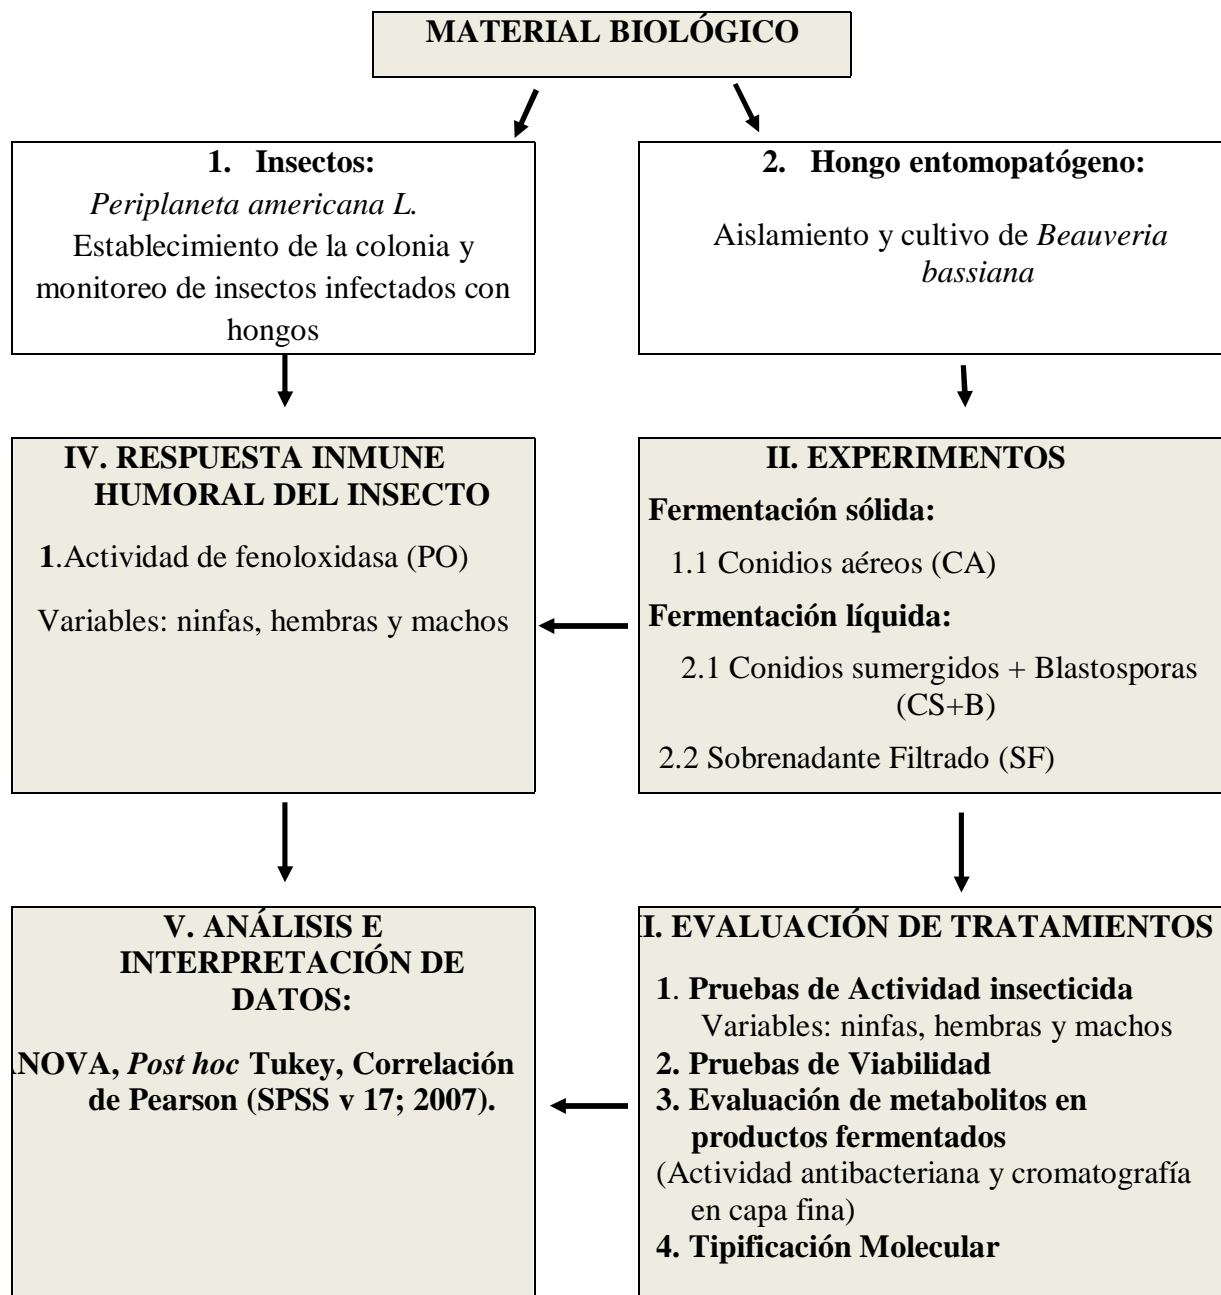 MATERIAL BIOLÓGICO
1. Insectos:
Periplaneta americana L.
Establecimiento de la colonia y
monitoreo de insectos infectados con
hongos
2. Hongo entomopatógeno:
Aislamiento y cultivo de Beauveria
bassiana
IV. RESPUESTA INMUNE
HUMORAL DEL INSECTO
1.Actividad de fenoloxidasa (PO)
Variables: ninfas, hembras y machos
II. EXPERIMENTOS
Fermentación sólida:
1.1 Conidios aéreos (CA)
Fermentación líquida:
2.1 Conidios sumergidos + Blastosporas
(CS+B)
2.2 Sobrenadante Filtrado (SF)
V. ANÁLISIS E
INTERPRETACIÓN DE
DATOS:
NOVA, Post hoc Tukey, Correlación
de Pearson (SPSS v 17; 2007).
I. EVALUACIÓN DE TRATAMIENTOS
1. Pruebas de Actividad insecticida
Variables: ninfas, hembras y machos
2. Pruebas de Viabilidad
3. Evaluación de metabolitos en
productos fermentados
(Actividad antibacteriana y cromatografía
en capa fina)
4. Tipificación Molecular